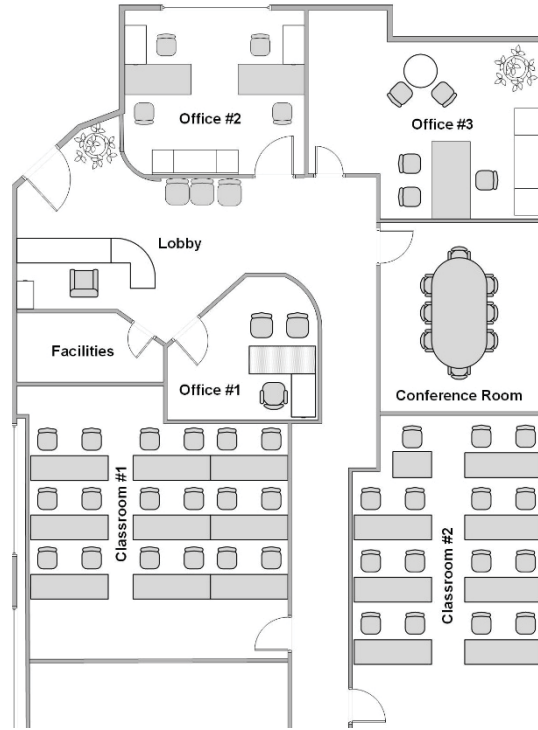 Office #2
Office #3
Lobby
Facilities
Office #1
Conference Room
Classroom #1
Classroom #2